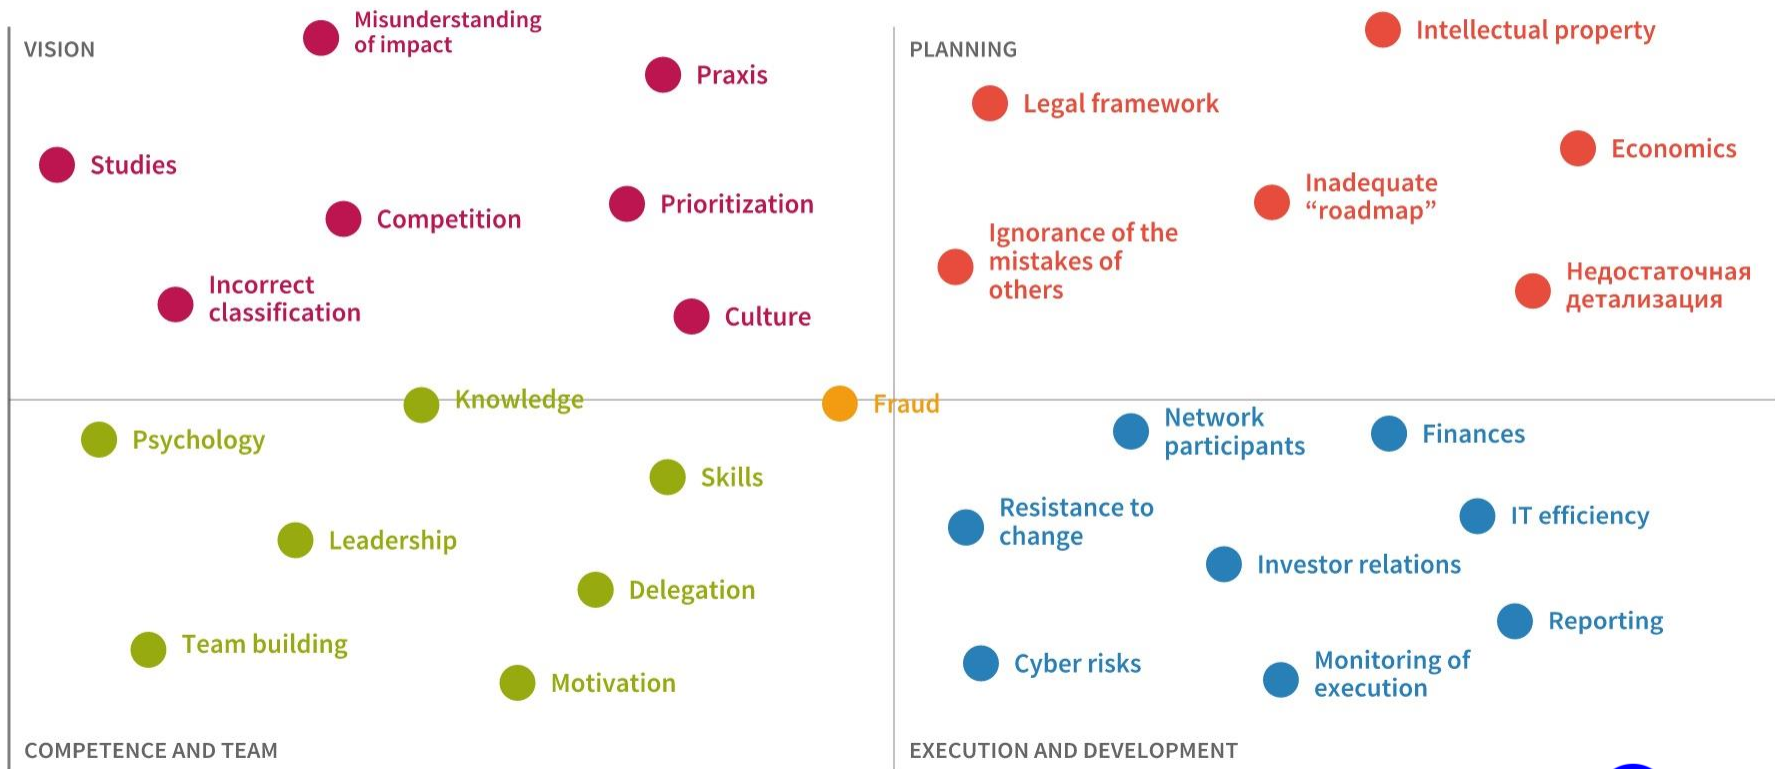 VISION
Misunderstanding
of impact
Praxis
Studies
Competition
Prioritization
Incorrect
classification
Culture
PLANNING
Intellectual property
Legal framework
Economics
Inadequate
“roadmap”
Ignorance of the
mistakes of
others
Недостаточная
детализация
Knowledge
Fraud
Psychology
Skills
Leadership
Delegation
Team building
Motivation
COMPETENCE AND TEAM
Network
participants
Finances
Resistance to
change
IT efficiency
Investor relations
Reporting
Cyber risks
Monitoring of
execution
EXECUTION AND DEVELOPMENT